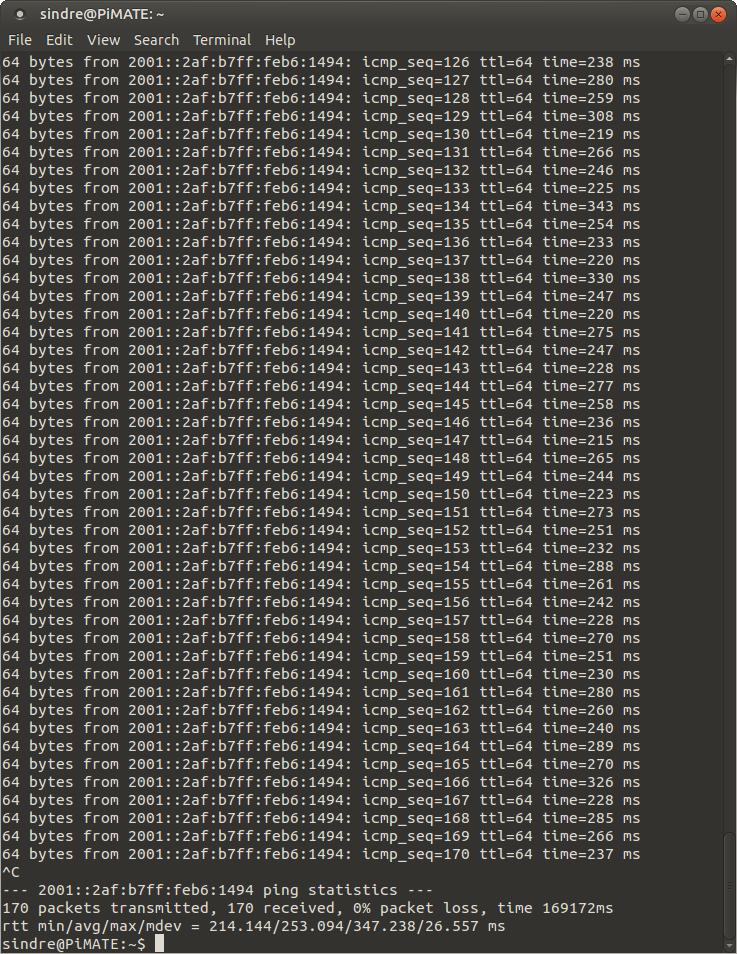 sindre@PiMATE: ~
File Edit View Search Terminal Help
64 bytes from 2001::2af:b7ff:feb6:1494: icmp_seq=126 ttl=64 time=238 ms
64 bytes from 2001::2af:b7ff:feb6:1494: icmp_seq=127 ttl=64 time=280 ms
64 bytes from 2001::2af:b7ff:feb6:1494: icmp_seq=128 ttl=64 time=259 ms
64 bytes from 2001::2af:b7ff:feb6:1494: icmp_seq=129 ttl=64 time=308 ms
64 bytes from 2001::2af:b7ff:feb6:1494: icmp_seq=130 ttl=64 time=219 ms
64 bytes from 2001::2af:b7ff:feb6:1494: icmp_seq=131 ttl=64 time=266 ms
64 bytes from 2001::2af:b7ff:feb6:1494: icmp_seq=132 ttl=64 time=246 ms
64 bytes from 2001::2af:b7ff:feb6:1494: icmp_seq=133 ttl=64 time=225 ms
64 bytes from 2001::2af:b7ff:feb6:1494: icmp_seq=134 ttl=64 time=343 ms
64 bytes from 2001::2af:b7ff:feb6:1494: icmp_seq=135 ttl=64 time=254 ms
64 bytes from 2001::2af:b7ff:feb6:1494: icmp_seq=136 ttl=64 time=233 ms
64 bytes from 2001::2af:b7ff:feb6:1494: icmp_seq=137 ttl=64 time=220 ms
64 bytes from 2001::2af:b7ff:feb6:1494: icmp_seq=138 ttl=64 time=330 ms
64 bytes from 2001::2af:b7ff:feb6:1494: icmp_seq=139 ttl=64 time=247 ms
64 bytes from 2001::2af:b7ff:feb6:1494: icmp_seq=140 ttl=64 time=220 ms
64 bytes from 2001::2af:b7ff:feb6:1494: icmp_seq=141 ttl=64 time=275 ms
64 bytes from 2001::2af:b7ff:feb6:1494: icmp_seq=142 ttl=64 time=247 ms
64 bytes from 2001::2af:b7ff:feb6:1494: icmp_seq=143 ttl=64 time=228 ms
64 bytes from 2001::2af:b7ff:feb6:1494: icmp_seq=144 ttl=64 time=277 ms
64 bytes from 2001::2af:b7ff:feb6:1494: icmp_seq=145 ttl=64 time=258 ms
64 bytes from 2001::2af:b7ff:feb6:1494: icmp_seq=146 ttl=64 time=236 ms
64 bytes from 2001::2af:b7ff:feb6:1494: icmp_seq=147 ttl=64 time=215 ms
64 bytes from 2001::2af:b7ff:feb6:1494: icmp_seq=148 ttl=64 time=265 ms
64 bytes from 2001::2af:b7ff:feb6:1494: icmp_seq=149 ttl=64 time=244 ms
64 bytes from 2001::2af:b7ff:feb6:1494: icmp_seq=150 ttl=64 time=223 ms
64 bytes from 2001::2af:b7ff:feb6:1494: icmp_seq=151 ttl=64 time=273 ms
64 bytes from 2001::2af:b7ff:feb6:1494: icmp_seq=152 ttl=64 time=251 ms
64 bytes from 2001::2af:b7ff:feb6:1494: icmp_seq=153 ttl=64 time=232 ms
64 bytes from 2001::2af:b7ff:feb6:1494: icmp_seq=154 ttl=64 time=288 ms
64 bytes from 2001::2af:b7ff:feb6:1494: icmp_seq=155 ttl=64 time=261 ms
64 bytes from 2001::2af:b7ff:feb6:1494: icmp_seq=156 ttl=64 time=242 ms
64 bytes from 2001::2af:b7ff:feb6:1494: icmp_seq=157 ttl=64 time=228 ms
64 bytes from 2001::2af:b7ff:feb6:1494: icmp_seq=158 ttl=64 time=270 ms
64 bytes from 2001::2af:b7ff:feb6:1494: icmp_seq=159 ttl=64 time=251 ms
64 bytes from 2001::2af:b7ff:feb6:1494: icmp_seq=160 ttl=64 time=230 ms
64 bytes from 2001::2af:b7ff:feb6:1494: icmp_seq=161 ttl=64 time=280 ms
64 bytes from 2001::2af:b7ff:feb6:1494: icmp_seq=162 ttl=64 time=260 ms
64 bytes from 2001::2af:b7ff:feb6:1494: icmp_seq=163 ttl=64 time=240 ms
64 bytes from 2001::2af:b7ff:feb6:1494: icmp_seq=164 ttl=64 time=289 ms
64 bytes from 2001::2af:b7ff:feb6:1494: icmp_seq=165 ttl=64 time=270 ms
64 bytes from 2001::2af:b7ff:feb6:1494: icmp_seq=166 ttl=64 time=326 ms
64 bytes from 2001::2af:b7ff:feb6:1494: icmp_seq=167 ttl=64 time=228 ms
64 bytes from 2001::2af:b7ff:feb6:1494: icmp_seq=168 ttl=64 time=285 ms
64 bytes from 2001::2af:b7ff:feb6:1494: icmp_seq=169 ttl=64 time=266 ms
64 bytes from 2001::2af:b7ff:feb6:1494: icmp_seq=170 ttl=64 time=237 ms
^C
--- 2001::2af:b7ff:feb6:1494 ping statistics ---
170 packets transmitted, 170 received, 0% packet loss, time 169172ms
rtt min/avg/max/mdev = 214.144/253.094/347.238/26.557 ms
sindre@PiMATE:~$